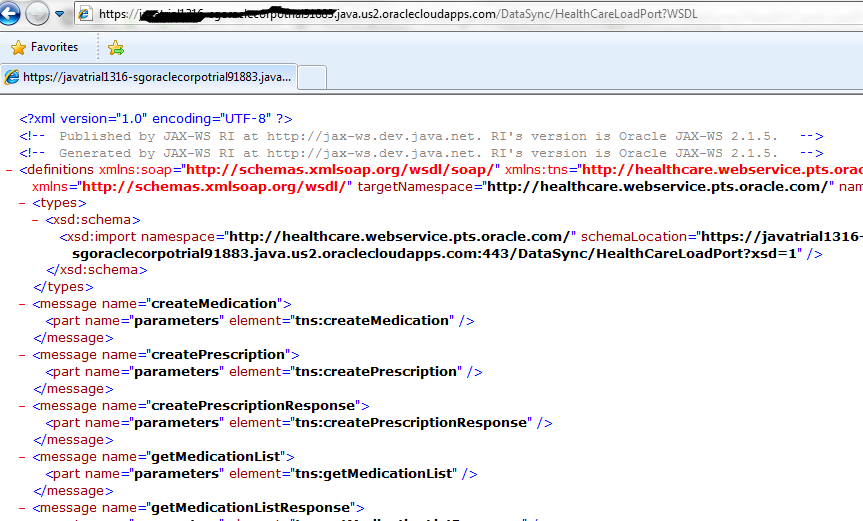 https://javatrial1316-sgoraclecorpotrial91883.java.us2.oraclecloudapps.com/DataSync/HealthCareLoadPort?WSDL
Favorites
https://javatrial1316-sgoraclecorpotrial91883.java...
<?xml version="1.0" encoding="UTF-8" ?>
<!-- Published by JAX-WS RI at http://jax-ws.dev.java.net. RI's version is Oracle JAX-WS 2.1.5. -->
<!-- Generated by JAX-WS RI at http://jax-ws.dev.java.net. RI's version is Oracle JAX-WS 2.1.5. -->
- <definitions xmlns:soap="http://schemas.xmlsoap.org/wsdl/soap/" xmlns:tns="http://healthcare.webservice.pts.oracle.com/"
xmlns="http://schemas.xmlsoap.org/wsdl/" targetNamespace="http://healthcare.webservice.pts.oracle.com/" nam
- <types>
- <xsd:schema>
<xsd:import namespace="http://healthcare.webservice.pts.oracle.com/" schemaLocation="https://javatrial1316-
sgoraclecorpotrial91883.java.us2.oraclecloudapps.com:443/DataSync/HealthCareLoadPort?xsd=1" />
</xsd:schema>
</types>
- <message name="createMedication">
<part name="parameters" element="tns:createMedication" />
</message>
- <message name="createPrescription">
<part name="parameters" element="tns:createPrescription" />
</message>
- <message name="createPrescriptionResponse">
<part name="parameters" element="tns:createPrescriptionResponse" />
</message>
- <message name="getMedicationList">
<part name="parameters" element="tns:getMedicationList" />
</message>
- <message name="getMedicationListResponse">